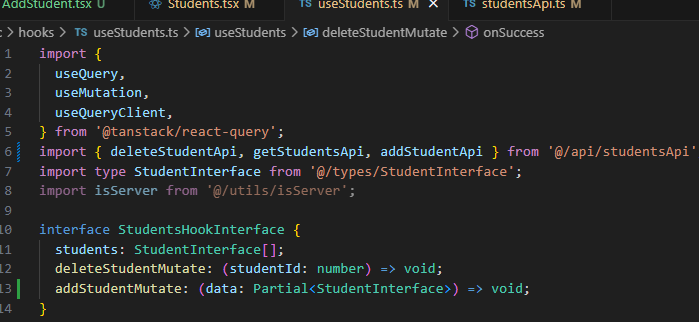 AddStudent.tsx U Students.tsx M TS useStudents.ts M TS studentsApi.ts M
: > hooks > TS useStudents.ts > useStudents > deleteStudentMutate > onSuccess
1 import {
2 useQuery,
3 useMutation,
4 useQueryClient,
5 } from '@tanstack/react-query';
6 import { deleteStudentApi, getStudentsApi, addStudentApi } from '@/api/studentsApi'
7 import type StudentInterface from '@/types/StudentInterface';
8 import isServer from '@/utils/isServer';
9
10 interface StudentsHookInterface {
11 students: StudentInterface[];
12 deleteStudentMutate: (studentId: number) => void;
13 addStudentMutate: (data: Partial<StudentInterface>) => void;
14 }